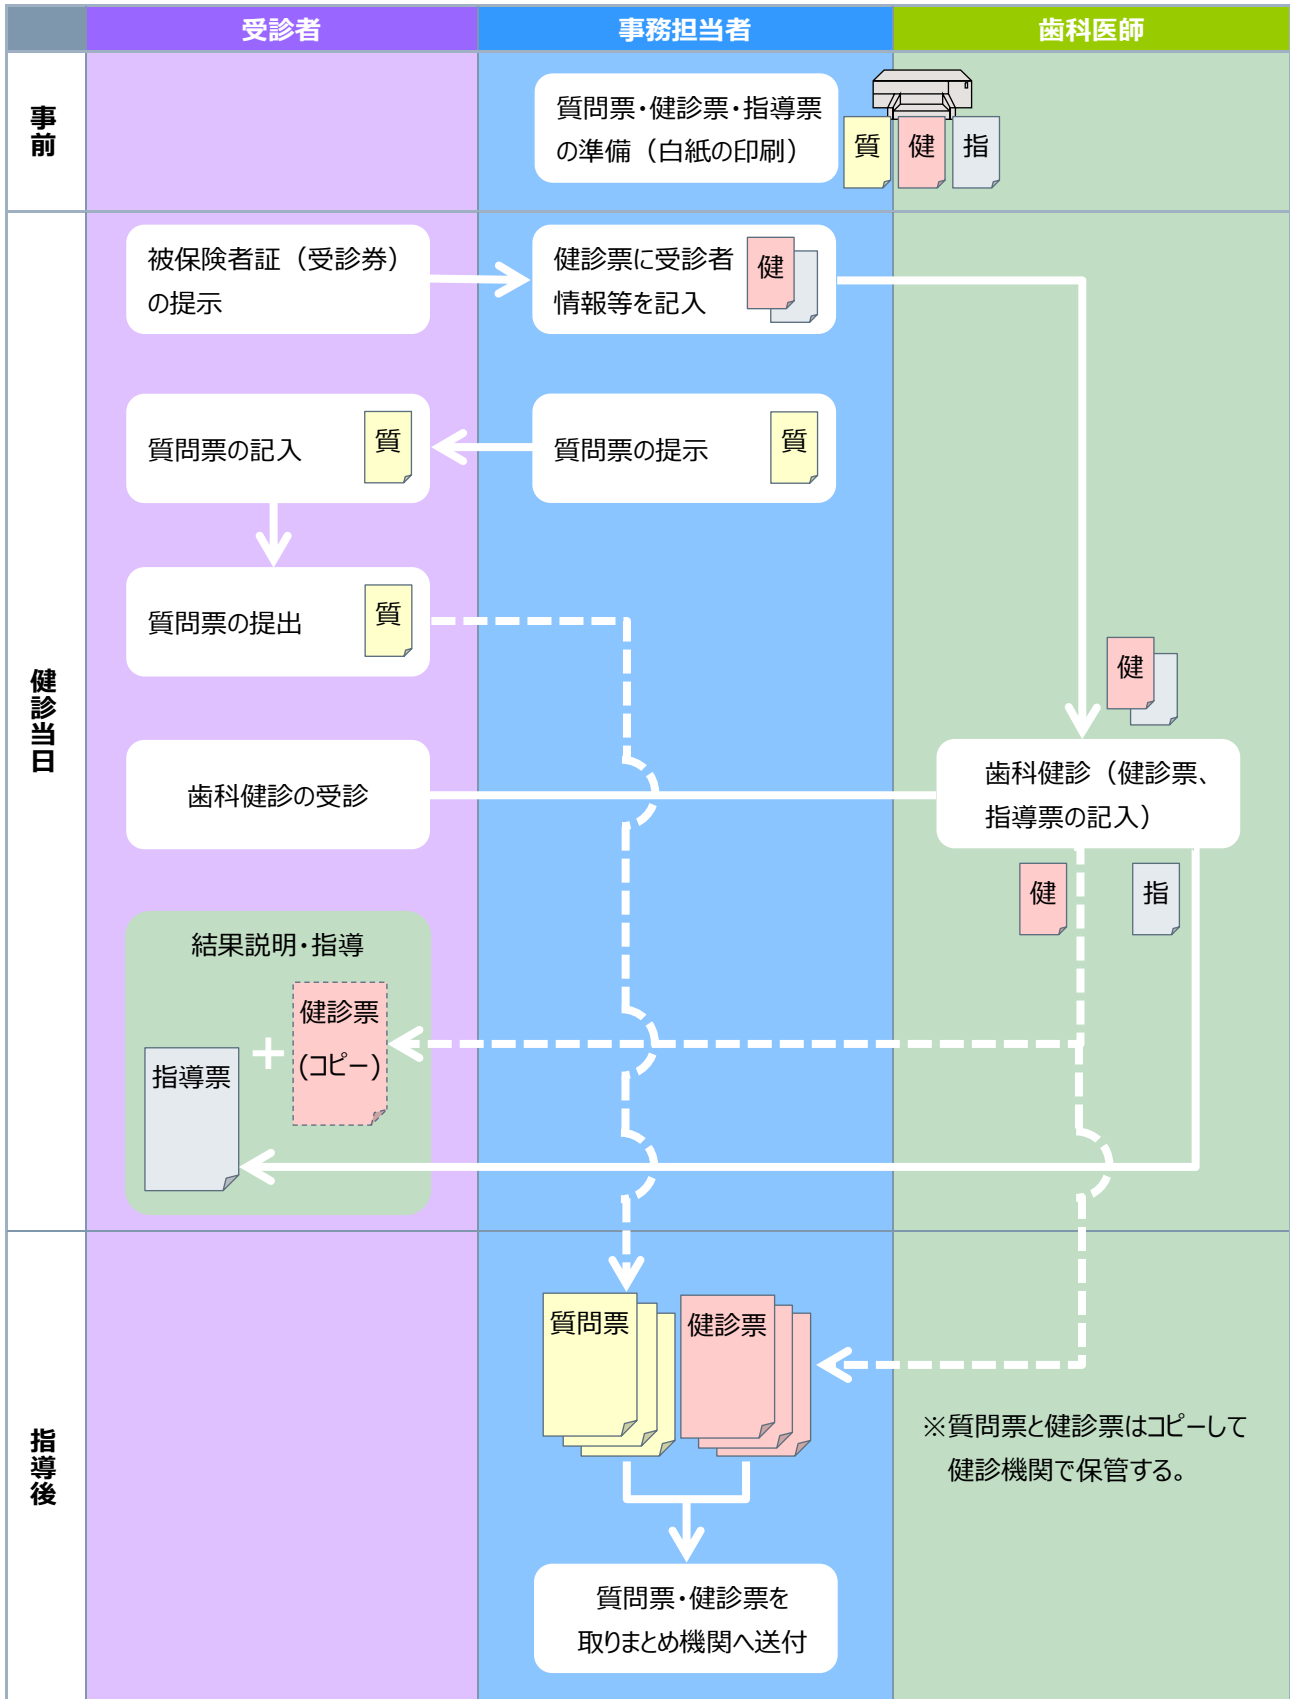 受診者
事務担当者
歯科医師
事前
質問票・健診票・指導票
の準備（白紙の印刷）
質
健
指
健診当日
被保険者証（受診券）
の提示
健診票に受診者
情報等を記入
健
質問票の記入
質
質問票の提示
質
質問票の提出
質
健
歯科健診の受診
歯科健診（健診票、
指導票の記入）
健
指
結果説明・指導
健診票
(コピー)
+
指導票
指導後
質問票
健診票
※質問票と健診票はコピーして
健診機関で保管する。
質問票・健診票を
取りまとめ機関へ送付